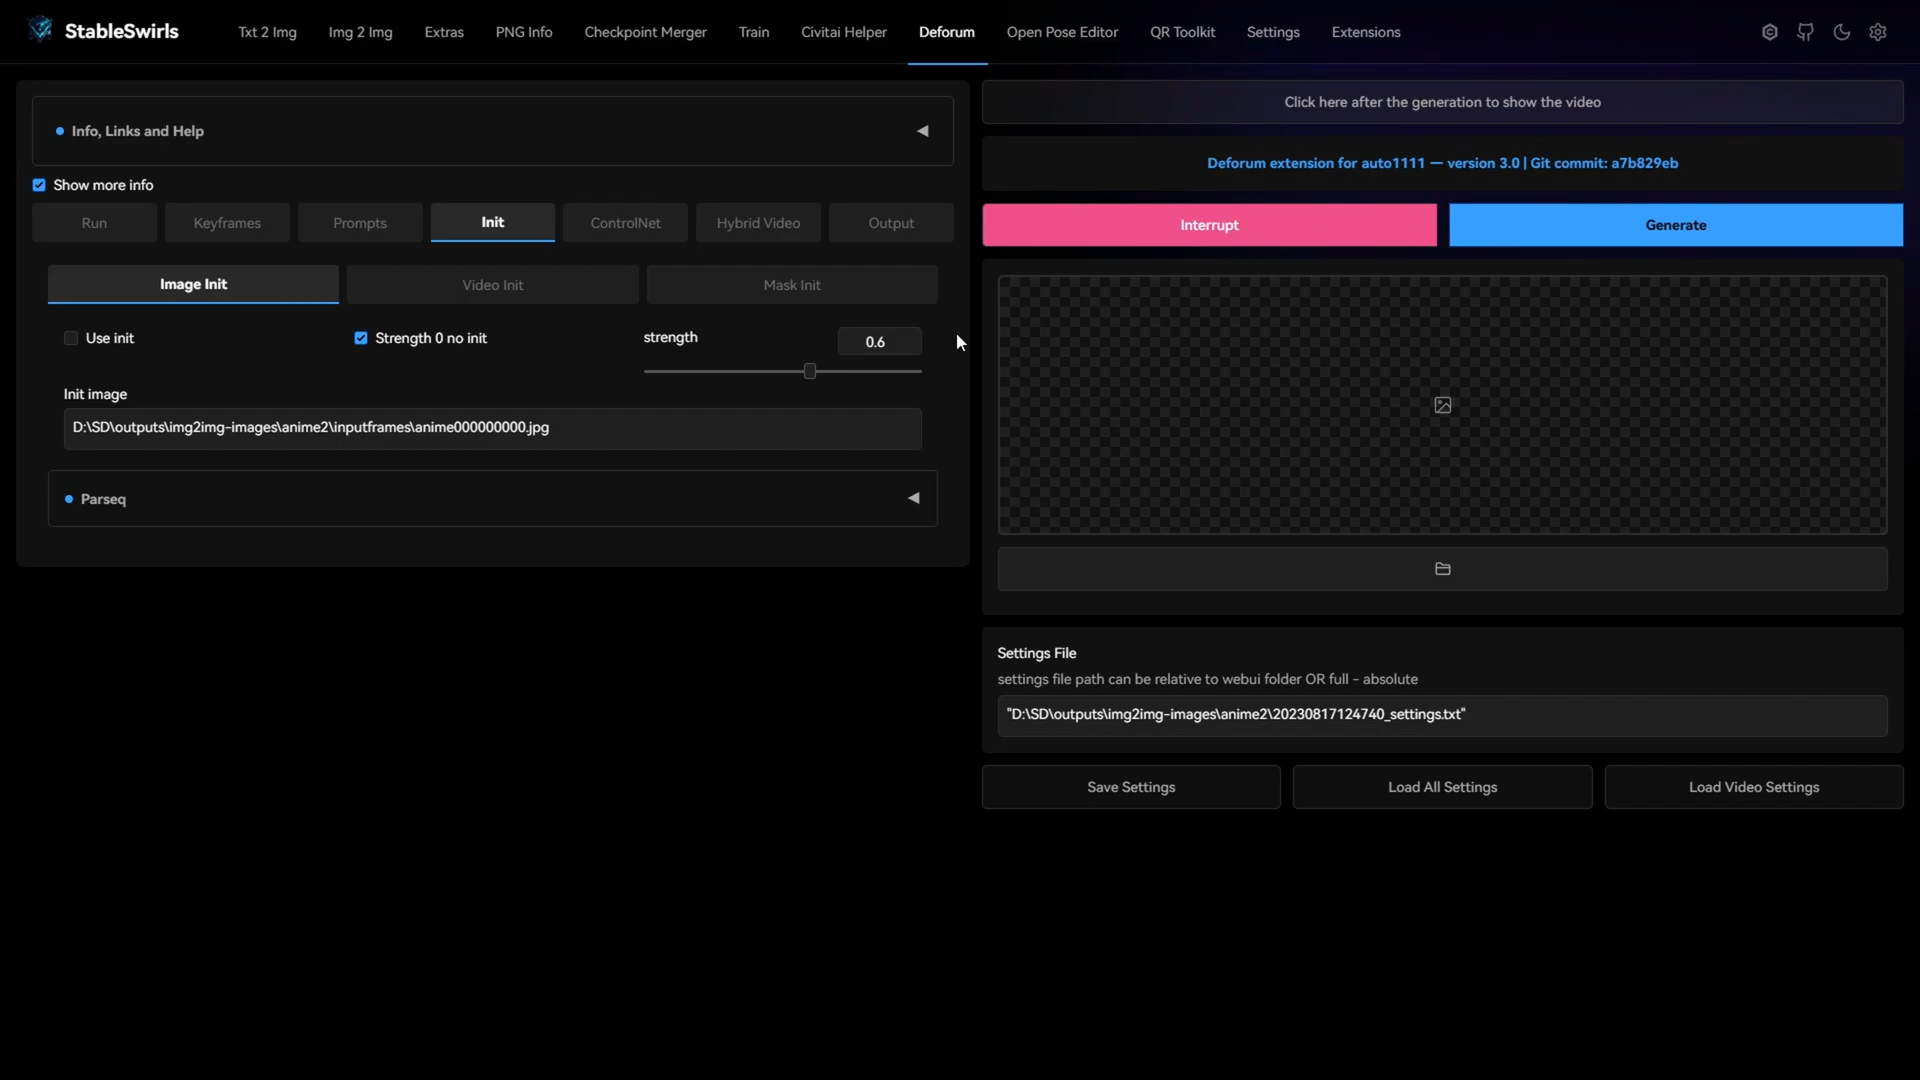 StableSwirls
Txt 2 Img
Img 2 Img
Extras
PNG Info
Checkpoint Merger
Train
Civitai Helper
Deforum
Open Pose Editor
QR Toolkit
Settings
Extensions
Info, Links and Help
Show more info
Run
Keyframes
Prompts
Init
ControlNet
Hybrid Video
Output
Image Init
Video Init
Mask Init
Use init
Strength 0 no init
strength
0.6
Init image
D:\SD\outputs\img2img-images\anime2\inputframes\anime000000000.jpg
Parseq
Click here after the generation to show the video
Deforum extension for auto1111 — version 3.0 | Git commit: a7b829eb
Interrupt
Generate
Settings File
settings file path can be relative to webui folder OR full - absolute
"D:\SD\outputs\img2img-images\anime2\20230817124740_settings.txt"
Save Settings
Load All Settings
Load Video Settings